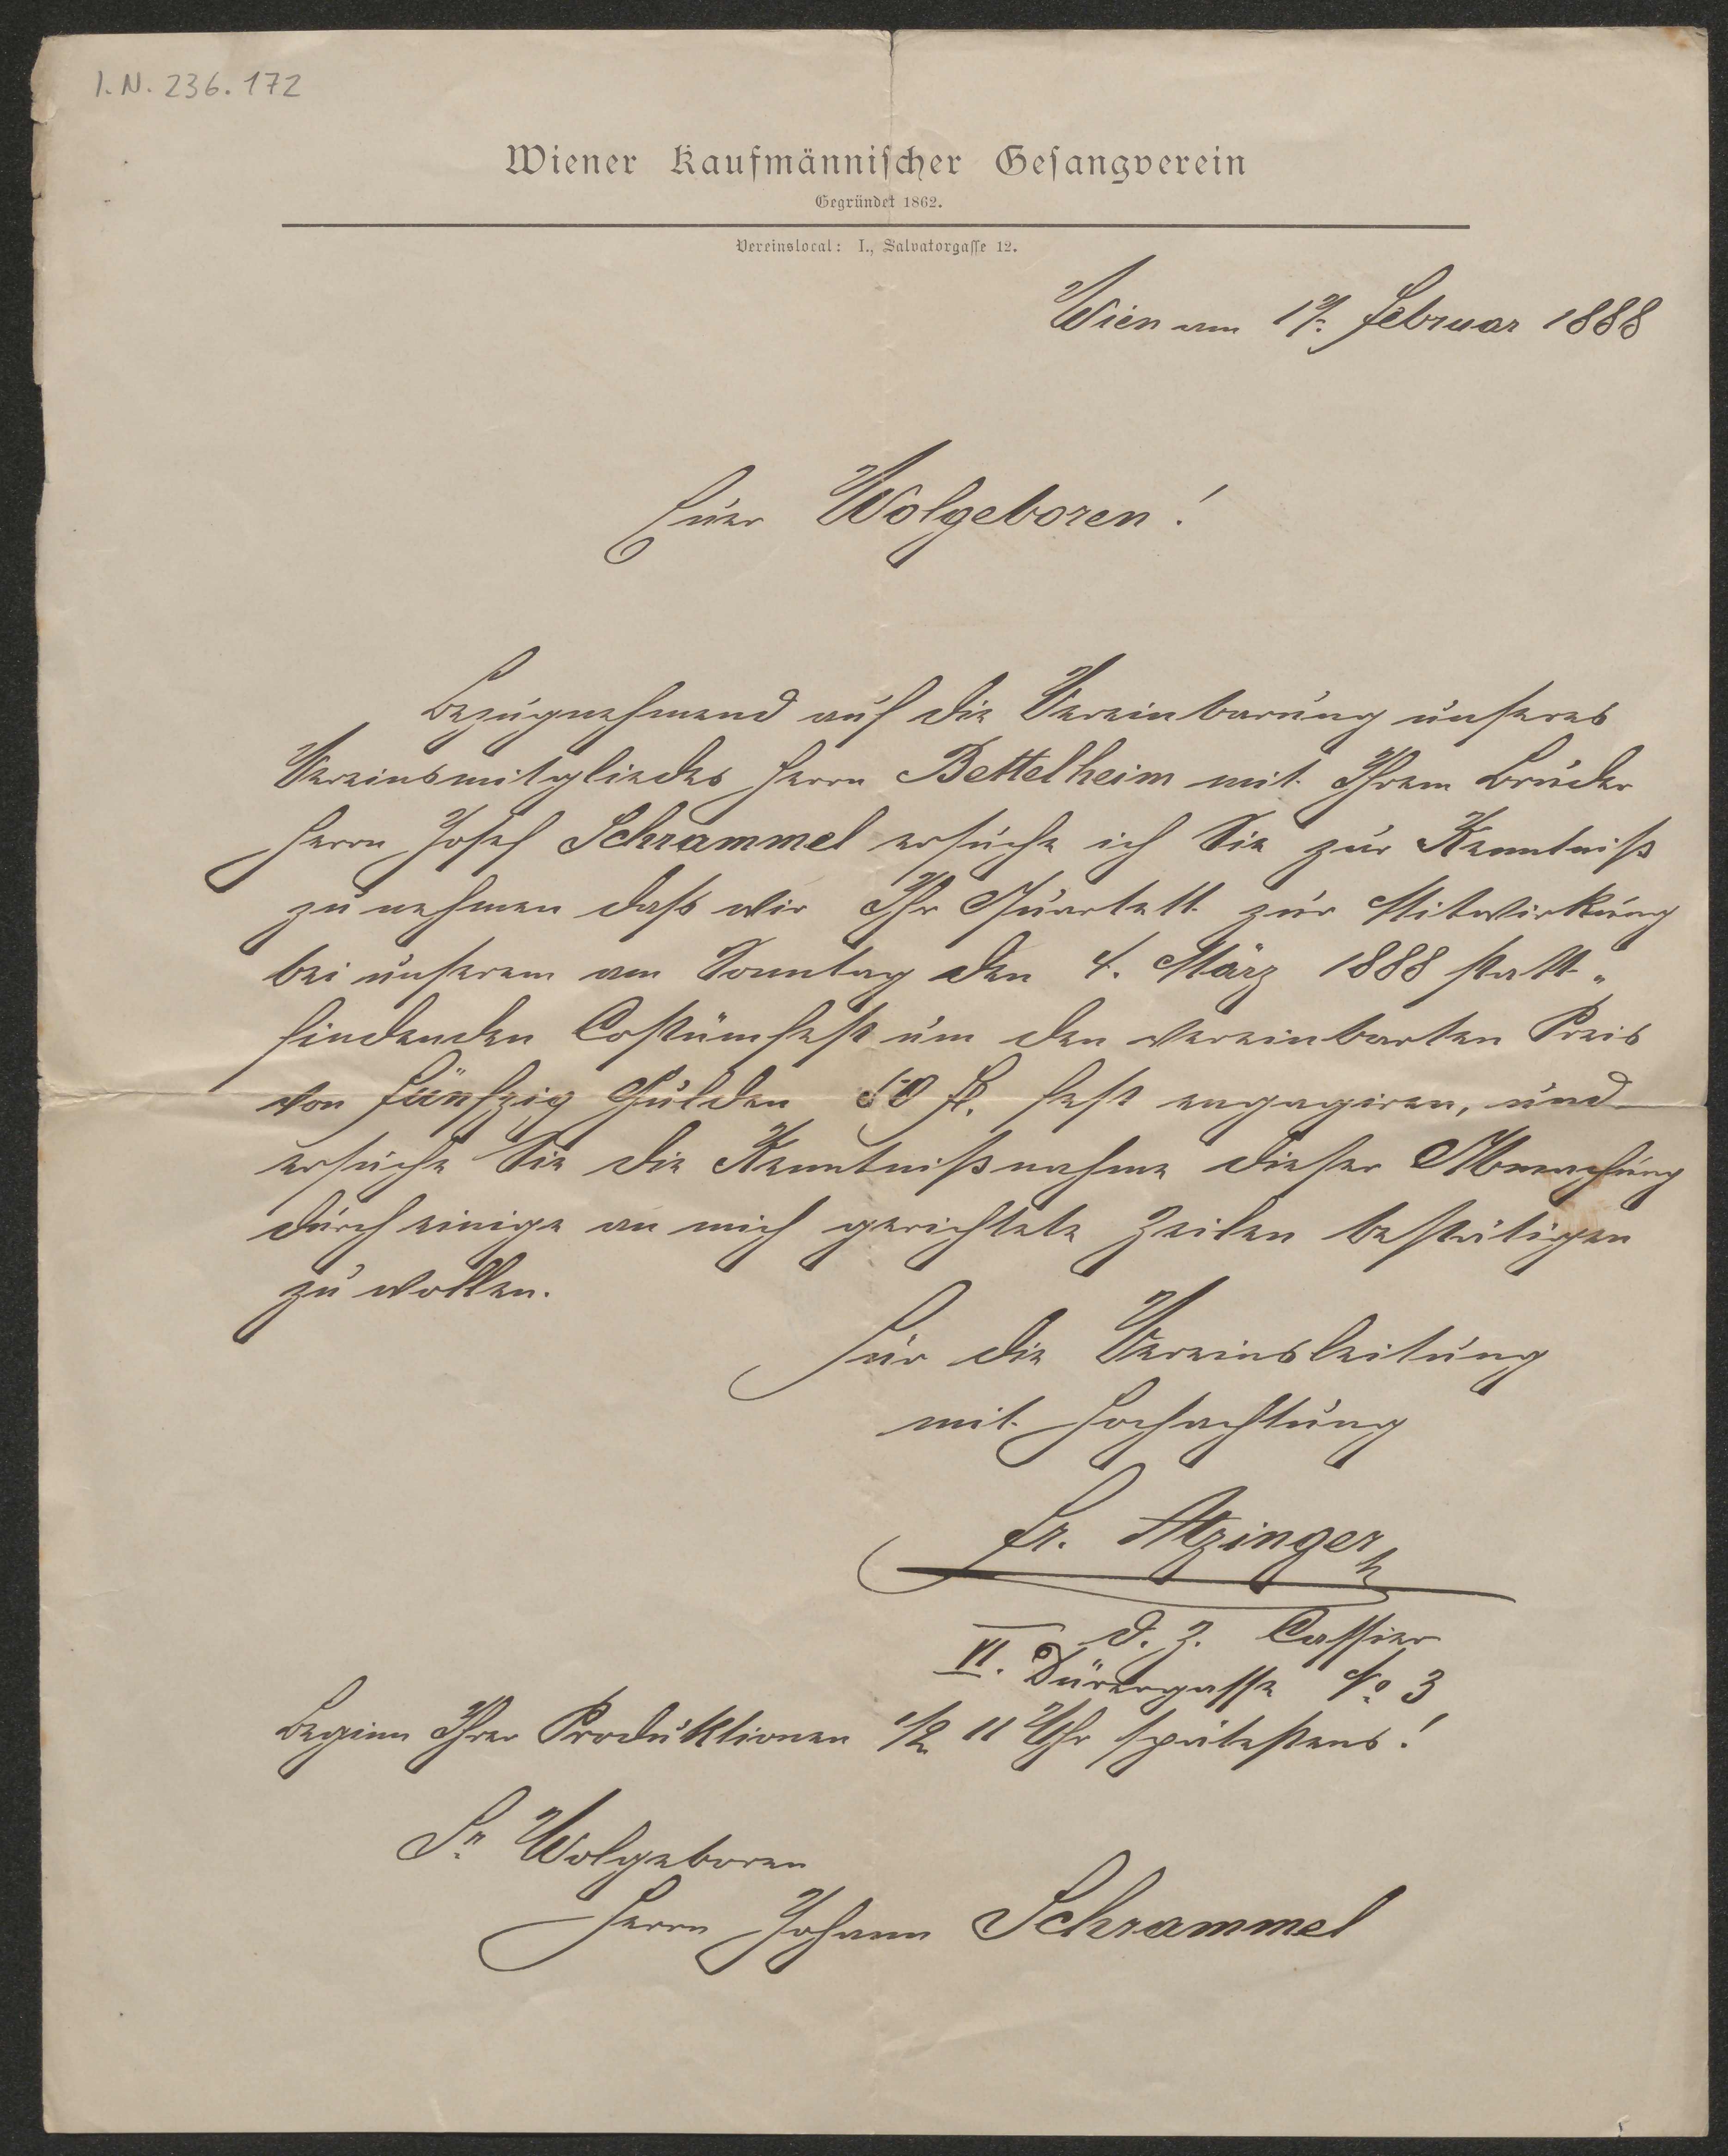 I.N. 236.172
Wiener Kaufmännischer Gesangverein
Gegründet 1862.
Vereinslocal: I., Salvatorgasse 12.
Wien am 17. Februar 1888
Euer Wolgeboren!
Bezugnehmend auf die Vereinbarung unseres
Vereinsmitgliedes Herrn Bettelheim mit Ihrem Bruder
Herrn Josef Schrammel ersuche ich Sie zur Kenntniß
zu nehmen daß wir Ihr Quartett zur Mitwirkung
bei unserem am Sonntag den 4. März 1888 statt„
findenden Costümfest um den vereinbarten Preis
von fünfzig Gulden 50 fl. fest engagiren, und
ersuche Sie die Kenntnißnahme dieser Abmachung
durch einige an mich gerichtete Zeilen bestätigen
zu wollen.
Für die Vereinsleitung
mit Hochachtung
Fr. Atzinger
d. Z. Cassier
VI. Dürergasse No 3
Beginn Ihrer Produktionen 1/2 11 Uhr spätestens!
Sr Wolgeboren
Herrn Johann Schrammel